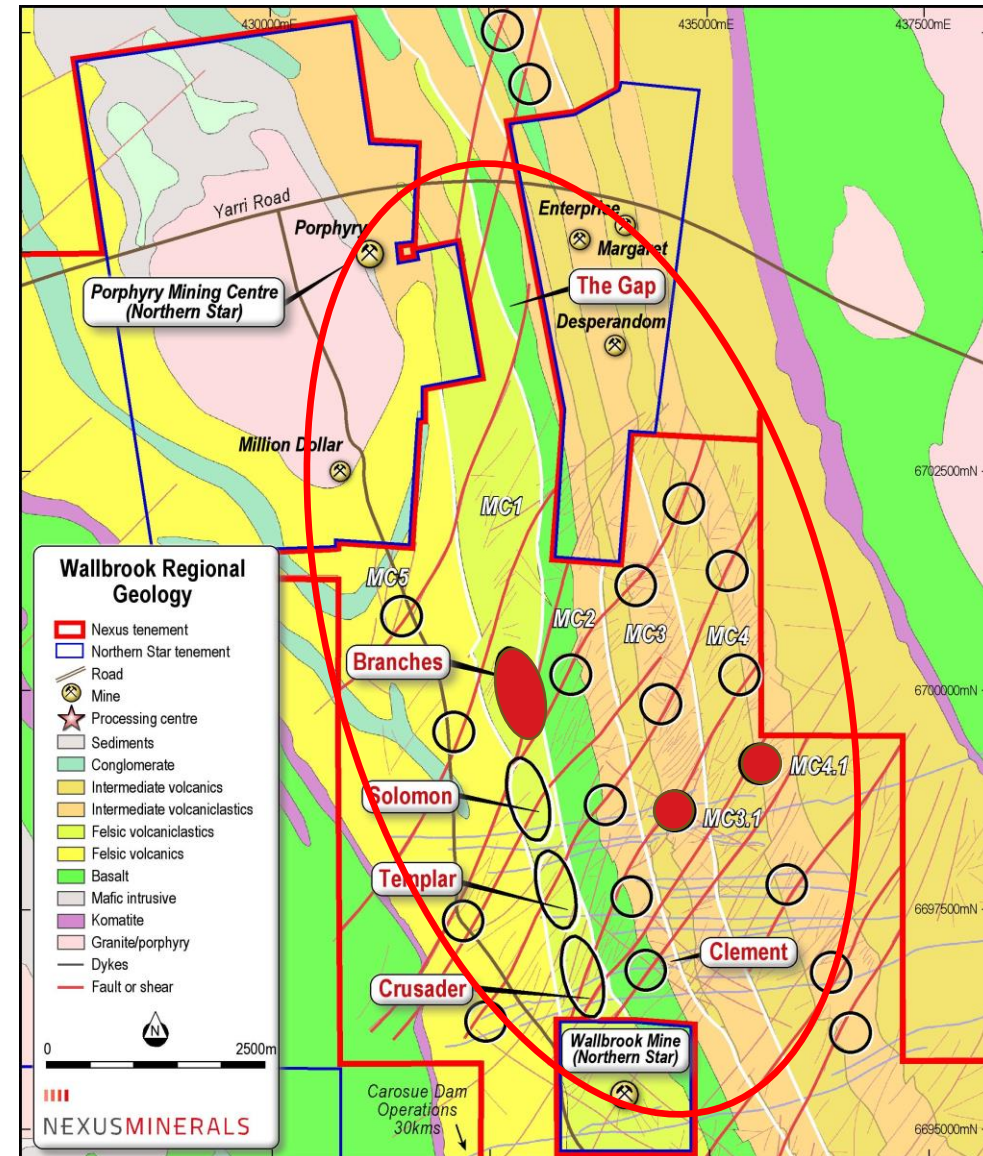 430000mE
435000mE
437500mE
Yarri Road
Porphyry
Enterprise
Margaret
Porphyry Mining Centre
(Northern Star)
The Gap
Desperandom
Million Dollar
6702500mN
MC1
MC5
MC2
MC3
MC4
Branches
6700000mN
MC4.1
Solomon
MC3.1
Templar
6697500mN
Clement
Crusader
Wallbrook Mine
(Northern Star)
Carosue Dam
Operations
30kms
6695000mN
Wallbrook Regional
Geology
Nexus tenement
Northern Star tenement
Road
Mine
Processing centre
Sediments
Conglomerate
Intermediate volcanics
Intermediate volcaniclastics
Felsic volcaniclastics
Felsic volcanics
Basalt
Mafic intrusive
Komatite
Granite/porphyry
Dykes
Fault or shear
N
0 2500m
NEXUSMINERALS